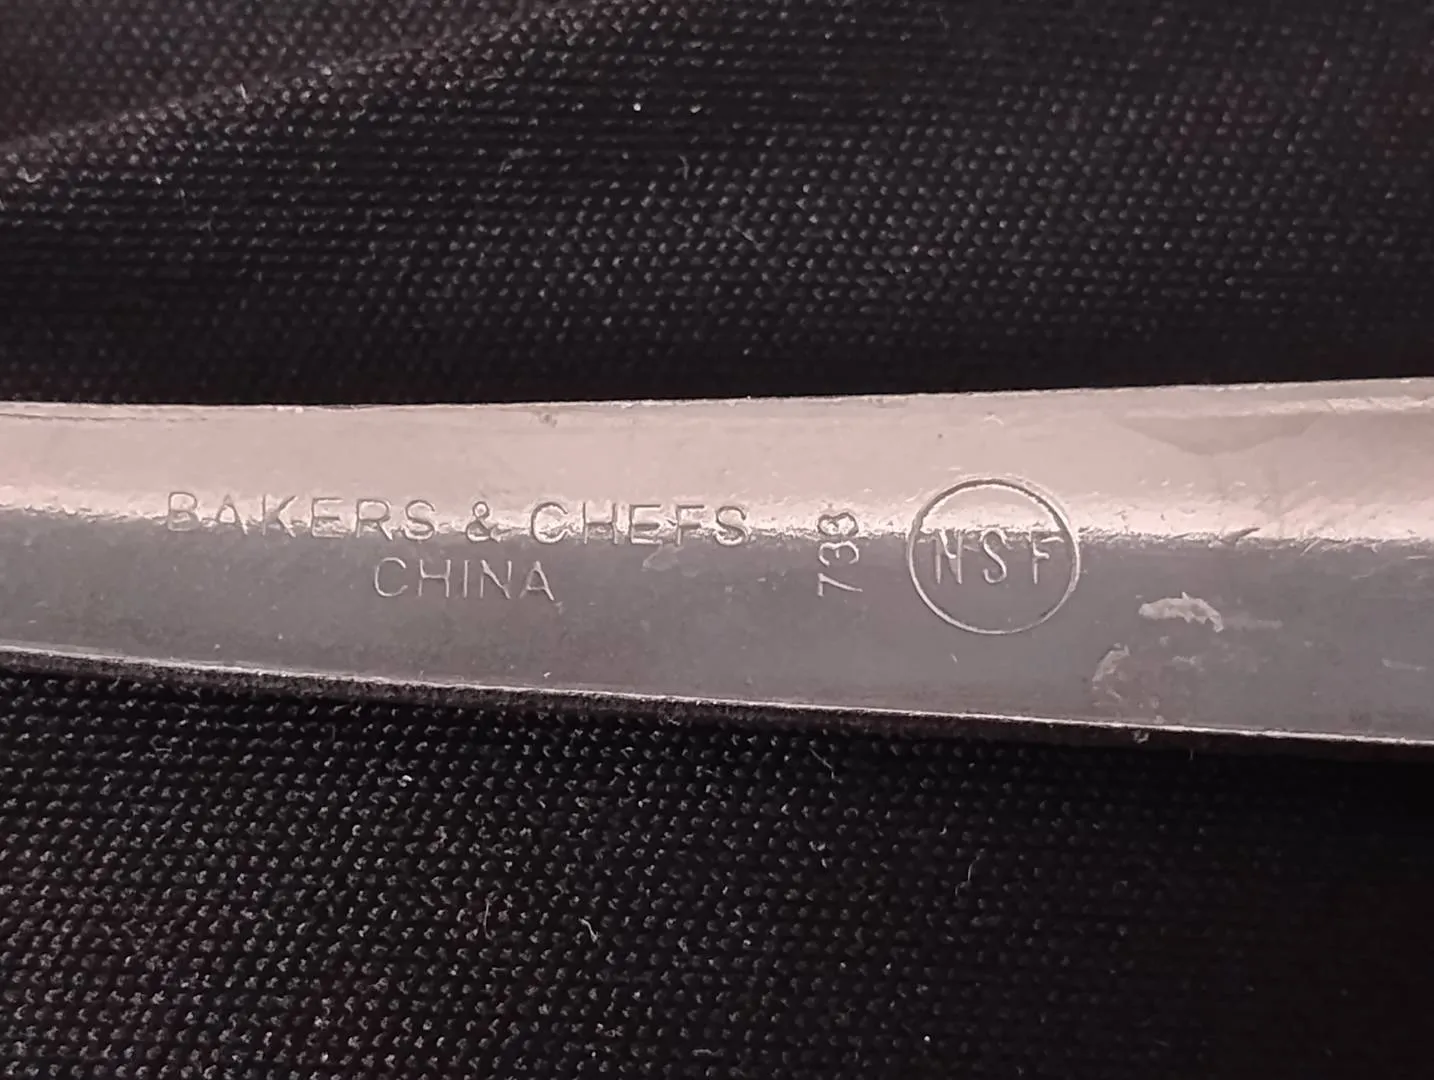 BAKERS & CHEFS
CHINA
733
NSF